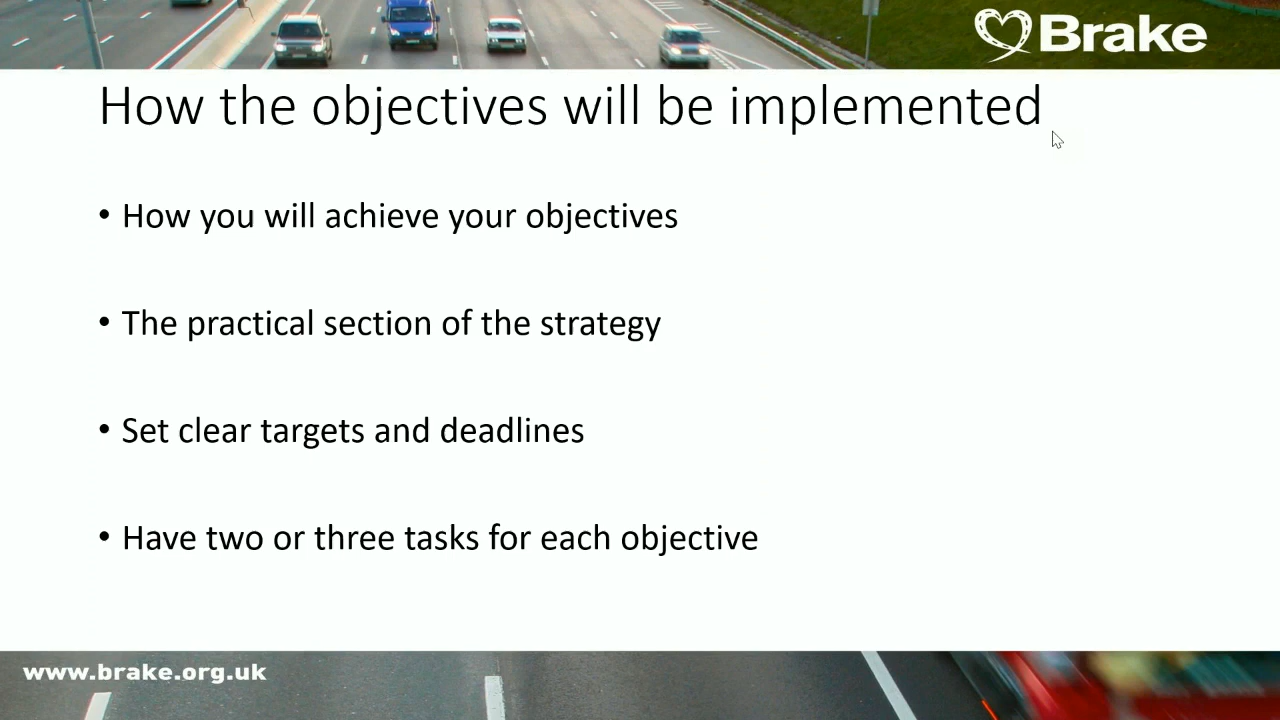 Brake
How the objectives will be implemented
• How you will achieve your objectives
• The practical section of the strategy
• Set clear targets and deadlines
• Have two or three tasks for each objective
www.brake.org.uk